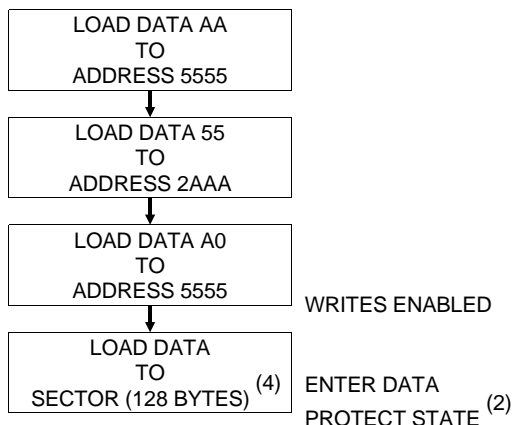 LOAD DATA AA
TO
ADDRESS 5555
LOAD DATA 55
TO
ADDRESS 2AAA
LOAD DATA A0
TO
ADDRESS 5555
WRITES ENABLED
LOAD DATA
TO
SECTOR (128 BYTES) (4)
ENTER DATA
PROTECT STATE (2)